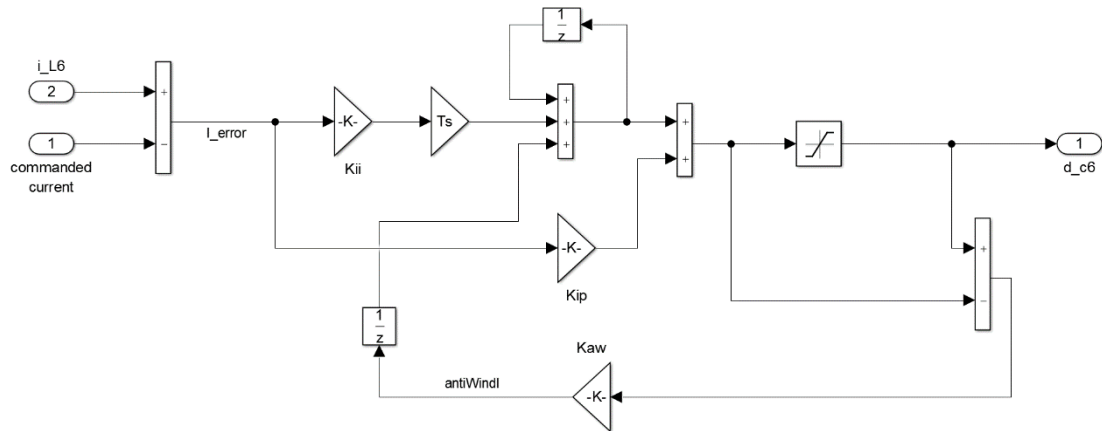 1
z
i_L6
2
+
-K-
Ts
+
+
+
+
I_error
−
1
commanded
current
Kii
+
1
d_c6
-K-
+
Kip
−
1
z
Kaw
antiWindI
-K-